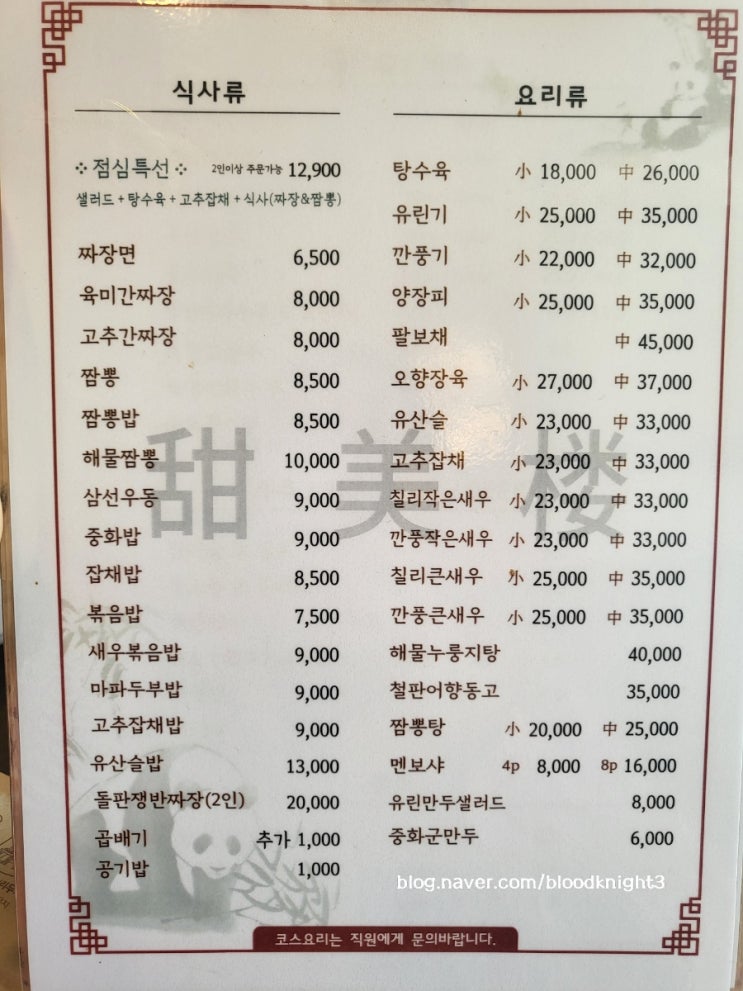 식사류
점심특선 2인이상 주문가능 12,900
샐러드 + 탕수육 + 고추잡채 + 식사(짜장&짬뽕)
짜장면 6,500
육미간짜장 8,000
고추간짜장 8,000
짬뽕 8,500
짬뽕밥 8,500
해물짬뽕 10,000
삼선우동 9,000
중화밥 9,000
잡채밥 8,500
볶음밥 7,500
새우볶음밥 9,000
마파두부밥 9,000
고추잡채밥 9,000
유산슬밥 13,000
돌판쟁반짜장(2인) 20,000
곱배기 추가 1,000
공기밥 1,000
요리류
탕수육 小 18,000 中 26,000
유린기 小 25,000 中 35,000
깐풍기 小 22,000 中 32,000
양장피 小 25,000 中 35,000
팔보채 中 45,000
오향장육 小 27,000 中 37,000
유산슬 小 23,000 中 33,000
고추잡채 小 23,000 中 33,000
칠리작은새우 小 23,000 中 33,000
깐풍작은새우 小 23,000 中 33,000
칠리큰새우 小 25,000 中 35,000
깐풍큰새우 小 25,000 中 35,000
해물누룽지탕 40,000
철판어향동고 35,000
짬뽕탕 小 20,000 中 25,000
멘보샤 4p 8,000 8p 16,000
유린만두샐러드 8,000
중화군만두 6,000
甜美楼
blog.naver.com/bloodknight3
코스요리는 직원에게 문의바랍니다.